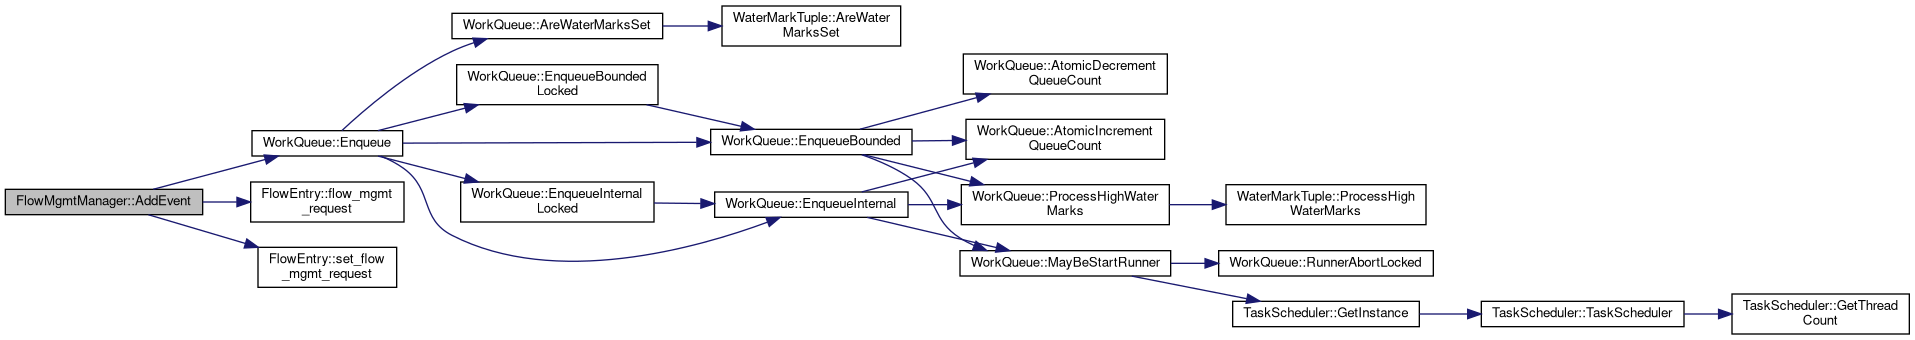 FlowMgmtManager::AddEvent
WorkQueue::Enqueue
FlowEntry::flow_mgmt
_request
FlowEntry::set_flow
_mgmt_request
WorkQueue::AreWaterMarksSet
WorkQueue::EnqueueBounded
Locked
WorkQueue::EnqueueInternal
Locked
WaterMarkTuple::AreWater
MarksSet
WorkQueue::EnqueueBounded
WorkQueue::EnqueueInternal
WorkQueue::AtomicDecrement
QueueCount
WorkQueue::AtomicIncrement
QueueCount
WorkQueue::ProcessHighWater
Marks
WorkQueue::MayBeStartRunner
WaterMarkTuple::ProcessHigh
WaterMarks
WorkQueue::RunnerAbortLocked
TaskScheduler::GetInstance
TaskScheduler::TaskScheduler
TaskScheduler::GetThread
Count